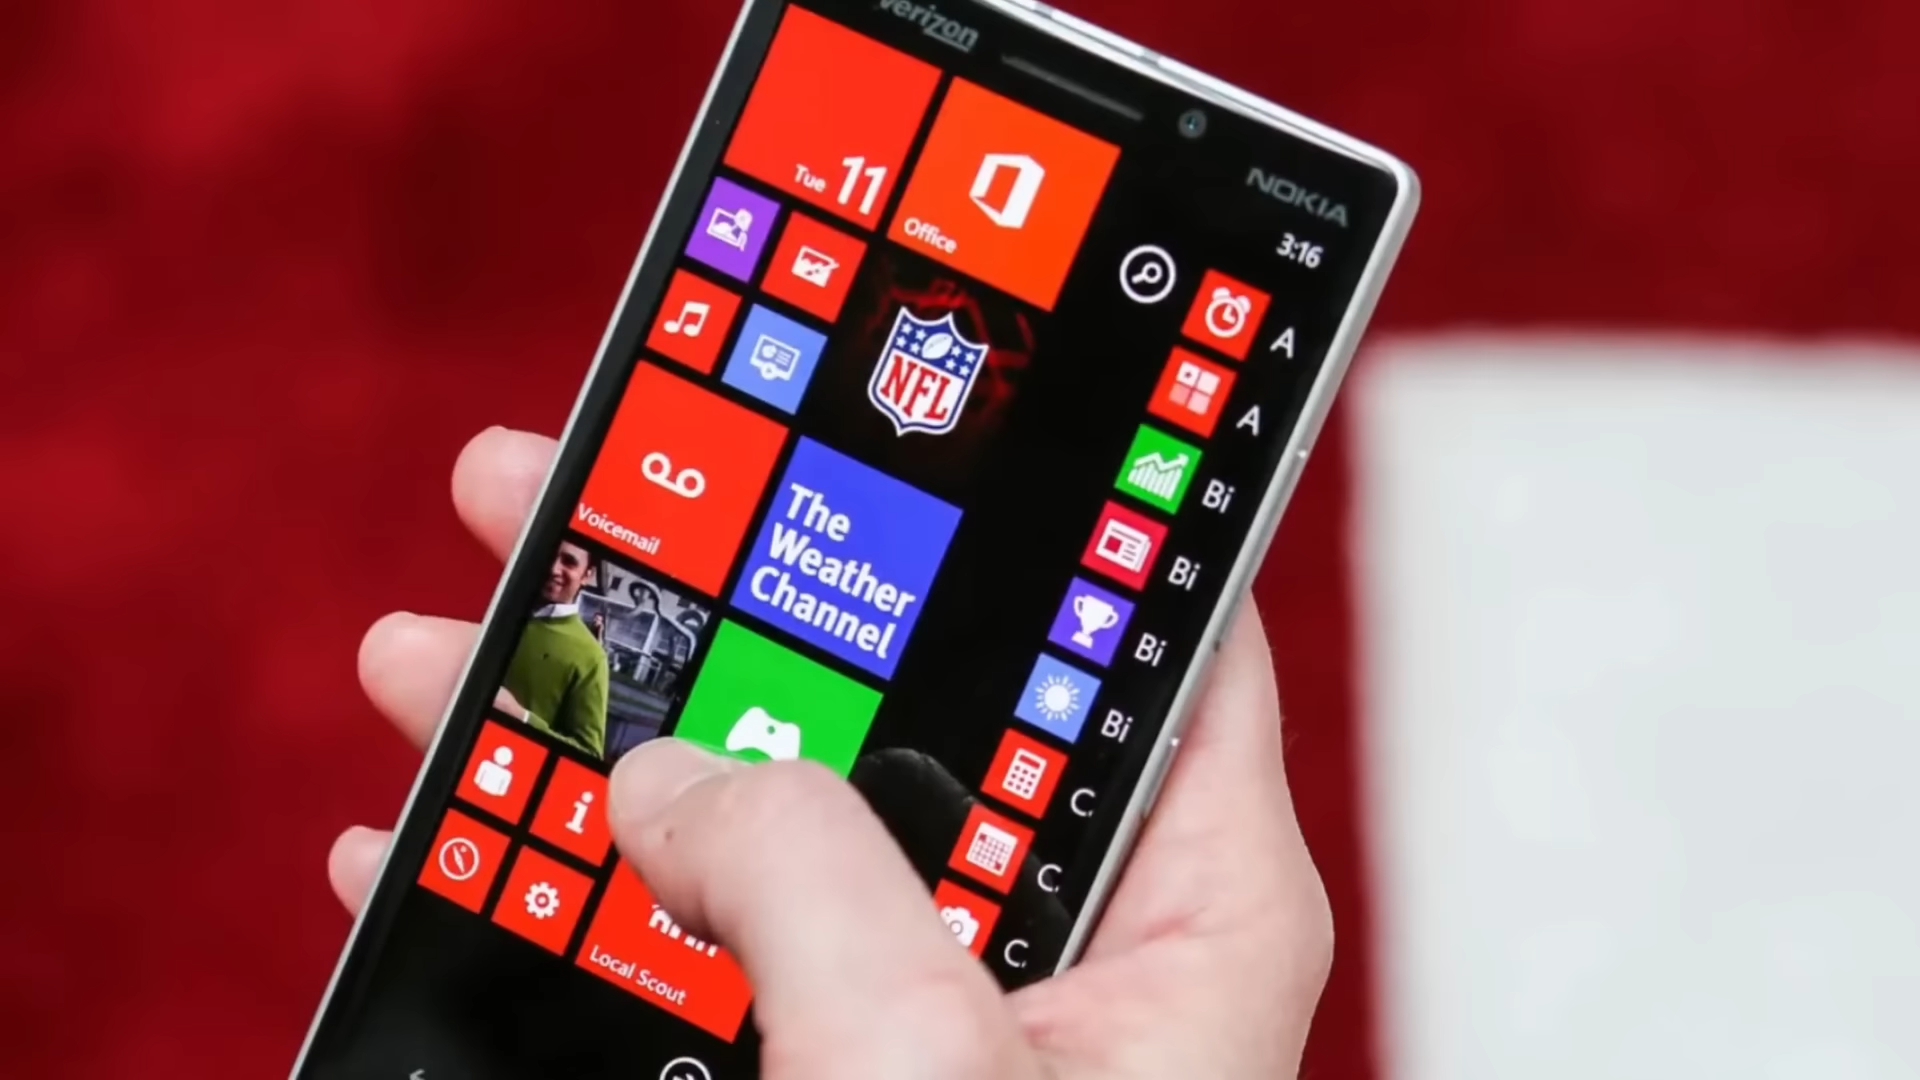 verizon
NOKIA
3:16
Tue 11
Office
NFL
Voicemail
The
Weather
Channel
Local Scout
A
A
Bi
Bi
Bi
Bi
C
C
C